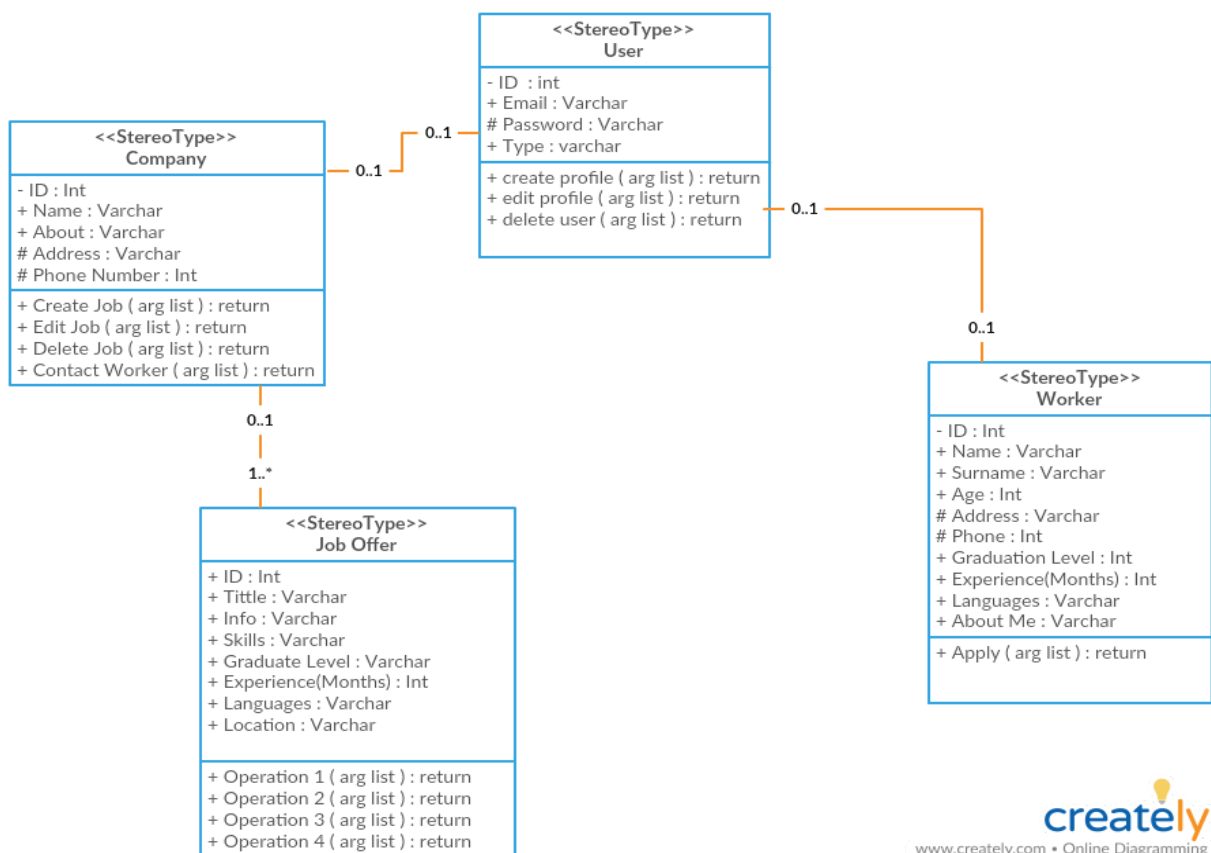 <<StereoType>>
User
- ID : int
+ Email : Varchar
# Password : Varchar
+ Type : varchar
+ create profile ( arg list ) : return
+ edit profile ( arg list ) : return
+ delete user ( arg list ) : return
0..1
0..1
<<StereoType>>
Company
- ID : Int
+ Name : Varchar
+ About : Varchar
# Address : Varchar
# Phone Number : Int
+ Create Job ( arg list ) : return
+ Edit Job ( arg list ) : return
+ Delete Job ( arg list ) : return
+ Contact Worker ( arg list ) : return
0..1
0..1
<<StereoType>>
Worker
- ID : Int
+ Name : Varchar
+ Surname : Varchar
+ Age : Int
# Address : Varchar
# Phone : Int
+ Graduation Level : Int
+ Experience(Months) : Int
+ Languages : Varchar
+ About Me : Varchar
+ Apply ( arg list ) : return
0..1
1..*
<<StereoType>>
Job Offer
+ ID : Int
+ Tittle : Varchar
+ Info : Varchar
+ Skills : Varchar
+ Graduate Level : Varchar
+ Experience(Months) : Int
+ Languages : Varchar
+ Location : Varchar
+ Operation 1 ( arg list ) : return
+ Operation 2 ( arg list ) : return
+ Operation 3 ( arg list ) : return
+ Operation 4 ( arg list ) : return
creately
www.creately.com • Online Diagramming